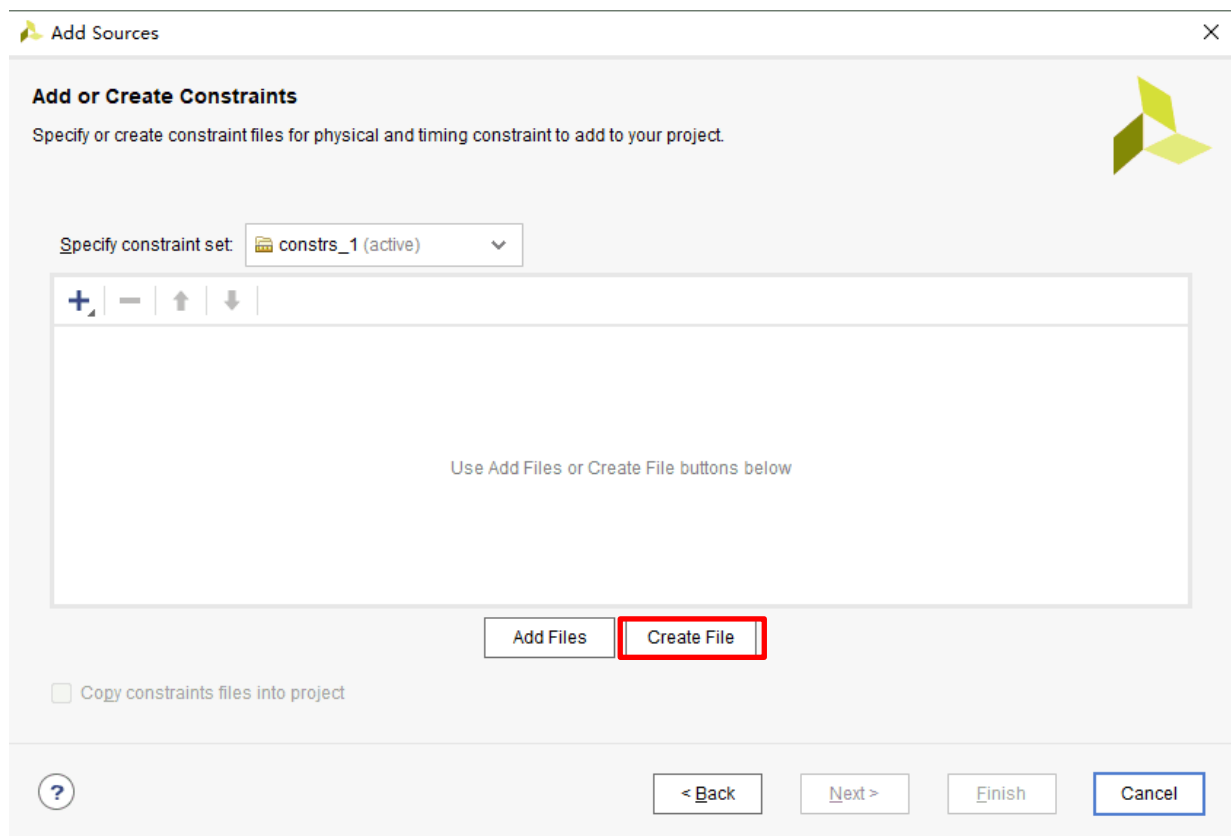 Add Sources
Add or Create Constraints
Specify or create constraint files for physical and timing constraint to add to your project.
Specify constraint set: constrs_1 (active)
Use Add Files or Create File buttons below
Add Files Create File
Copy constraints files into project
? < Back Next > Finish Cancel